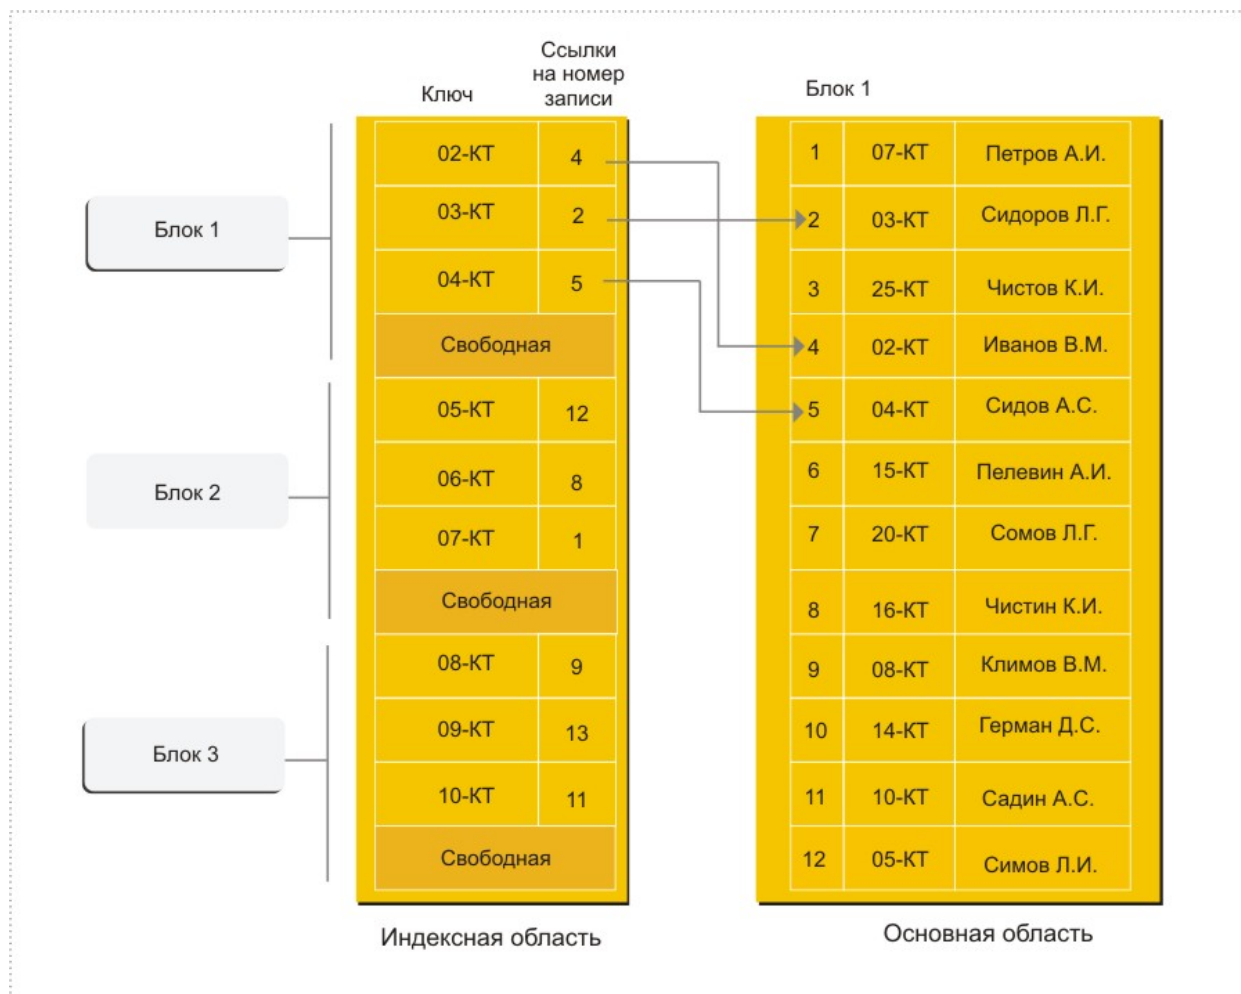 Ссылки
на номер
записи
Ключ
Блок 1
02-КТ 4
1 07-КТ Петров А.И.
03-КТ 2
2 03-КТ Сидоров Л.Г.
Блок 1
04-КТ 5
3 25-КТ Чистов К.И.
Свободная
4 02-КТ Иванов В.М.
05-КТ 12
5 04-КТ Сидов А.С.
06-КТ 8
6 15-КТ Пелевин А.И.
Блок 2
07-КТ 1
7 20-КТ Сомов Л.Г.
Свободная
8 16-КТ Чистин К.И.
08-КТ 9
9 08-КТ Климов В.М.
09-КТ 13
10 14-КТ Герман Д.С.
Блок 3
10-КТ 11
11 10-КТ Садин А.С.
Свободная
12 05-КТ Симов Л.И.
Индексная область
Основная область